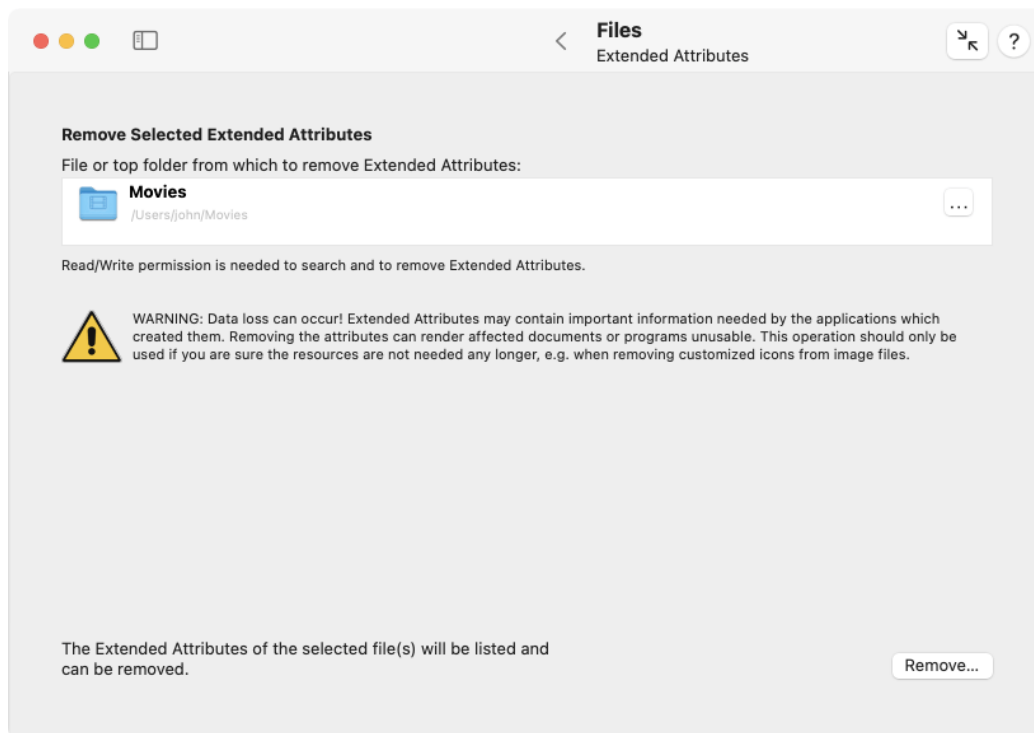 Files
Extended Attributes
?
Remove Selected Extended Attributes
File or top folder from which to remove Extended Attributes:
Movies
/Users/john/Movies
...
Read/Write permission is needed to search and to remove Extended Attributes.
WARNING: Data loss can occur! Extended Attributes may contain important information needed by the applications which
created them. Removing the attributes can render affected documents or programs unusable. This operation should only be
used if you are sure the resources are not needed any longer, e.g. when removing customized icons from image files.
The Extended Attributes of the selected file(s) will be listed and
can be removed.
Remove...